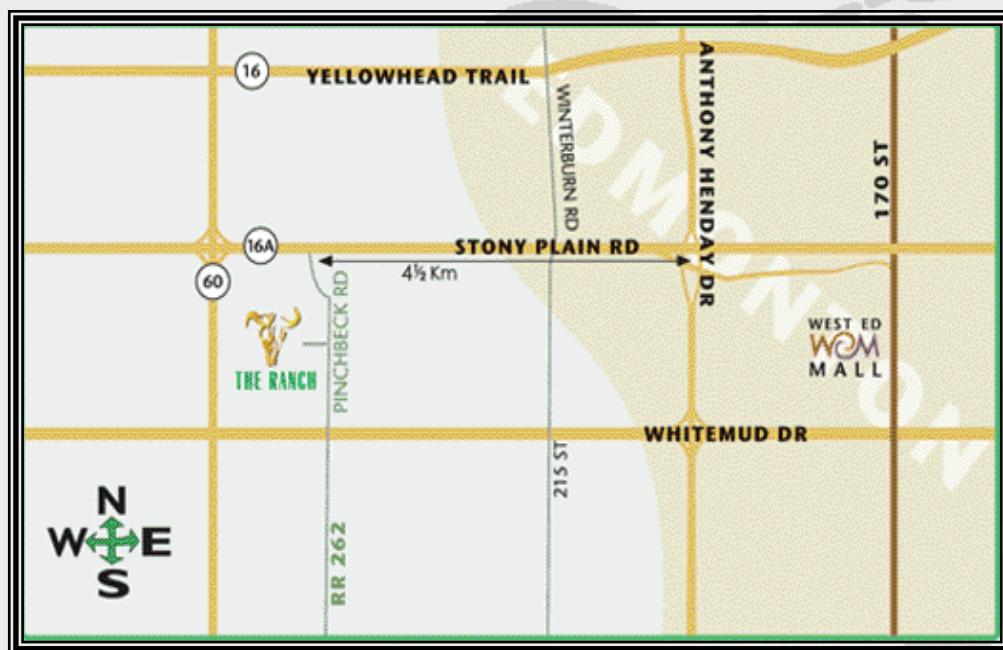 16
YELLOWHEAD TRAIL
WINTERBURN RD
ANTHONY HENDAY DR
170 ST
EDMONTON
16A
STONY PLAIN RD
4½ Km
60
THE RANCH
PINCHBECK RD
WEST ED
WEM
MALL
WHITEMUD DR
215 ST
RR 262
N
W E
S